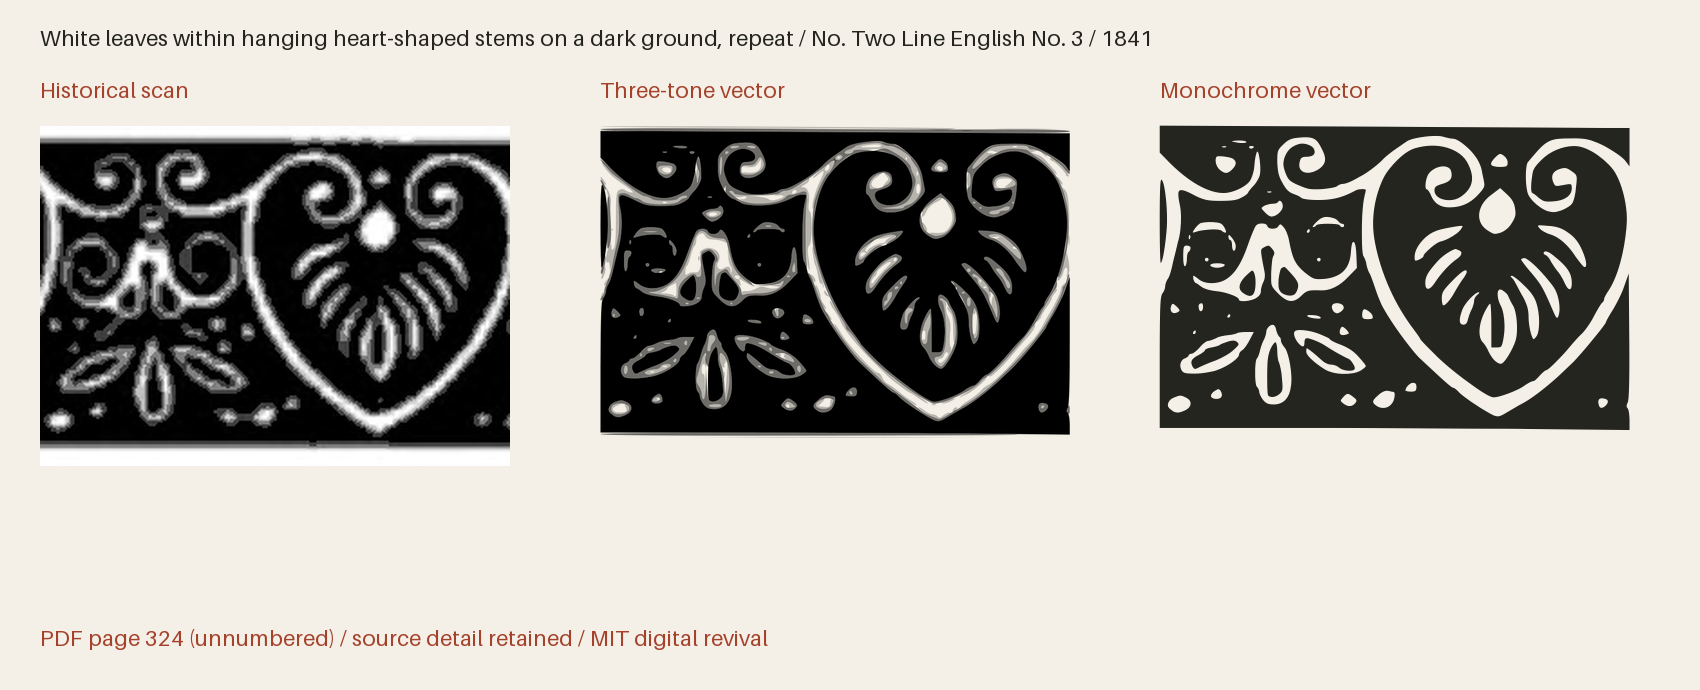 White leaves within hanging heart-shaped stems on a dark ground, repeat / No. Two Line English No. 3 / 1841
Historical scan
Three-tone vector
Monochrome vector
PDF page 324 (unnumbered) / source detail retained / MIT digital revival